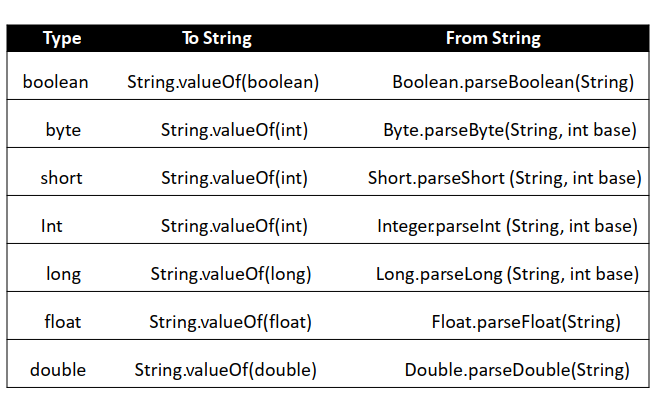 Type To String From String
boolean String.valueOf(boolean) Boolean.parseBoolean(String)
byte String.valueOf(int) Byte.parseByte(String, int base)
short String.valueOf(int) Short.parseShort (String, int base)
Int String.valueOf(int) Integer.parseInt (String, int base)
long String.valueOf(long) Long.parseLong (String, int base)
float String.valueOf(float) Float.parseFloat(String)
double String.valueOf(double) Double.parseDouble(String)